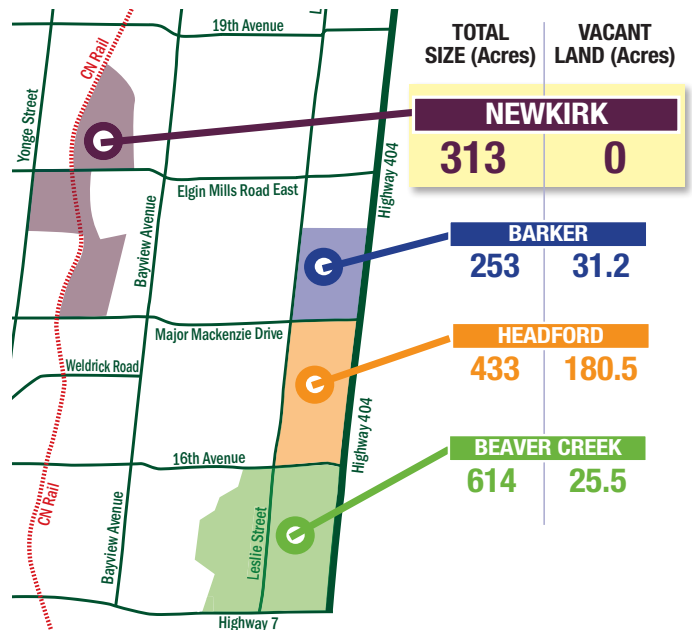 TOTAL SIZE (Acres)
VACANT LAND (Acres)
NEWKIRK
313 0
BARKER
253 31.2
HEADFORD
433 180.5
BEAVER CREEK
614 25.5
19th Avenue
CN Rail
Yonge Street
Elgin Mills Road East
Highway 404
Bayview Avenue
Major Mackenzie Drive
Weldrick Road
Highway 404
16th Avenue
CN Rail
Bayview Avenue
Leslie Street
Highway 7